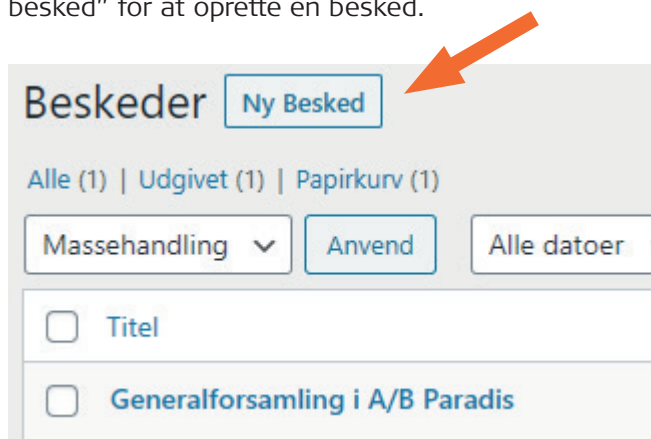 besked” for at oprette en besked.
Beskeder Ny Besked
Alle (1) | Udgivet (1) | Papirkurv (1)
Massehandling Anvend Alle datoer
Titel
Generalforsamling i A/B Paradis